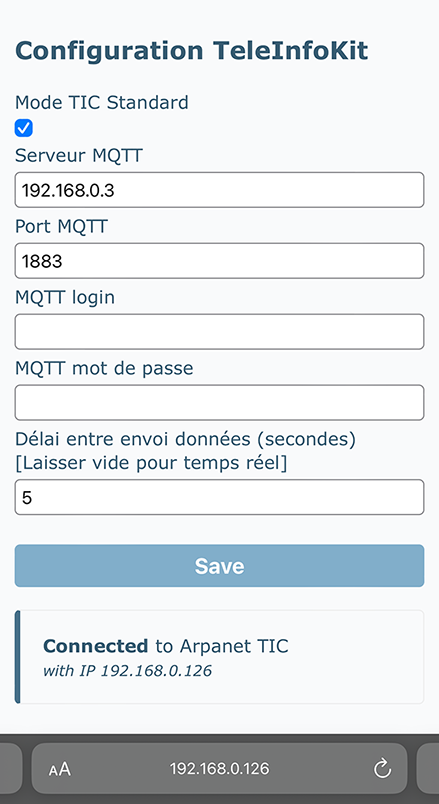 Configuration TeleInfoKit
Mode TIC Standard
Serveur MQTT
192.168.0.3
Port MQTT
1883
MQTT login
MQTT mot de passe
Délai entre envoi données (secondes)
[Laisser vide pour temps réel]
5
Save
Connected to Arpanet TIC
with IP 192.168.0.126
AA 192.168.0.126